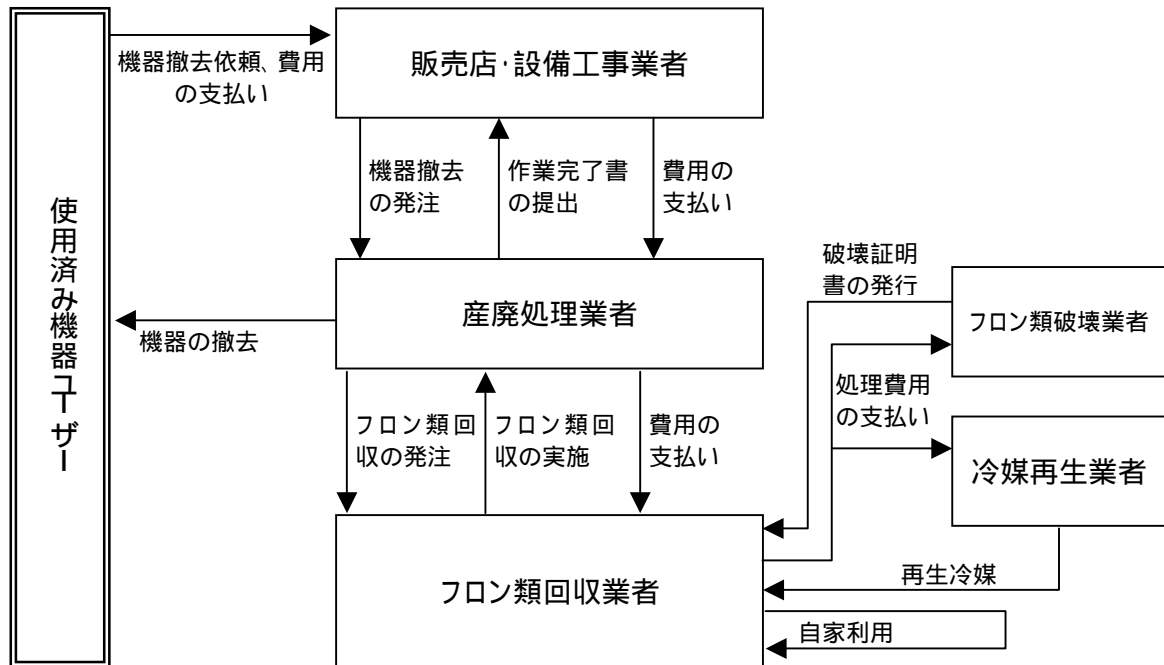 使用済み機器ユーザー
機器撤去依頼、費用
の支払い
販売店・設備工事業者
機器撤去
の発注
作業完了書
の提出
費用の
支払い
産廃処理業者
機器の撤去
破壊証明
書の発行
フロン類破壊業者
処理費用
の支払い
冷媒再生業者
フロン類回
収の発注
フロン類回
収の実施
費用の
支払い
フロン類回収業者
再生冷媒
自家利用